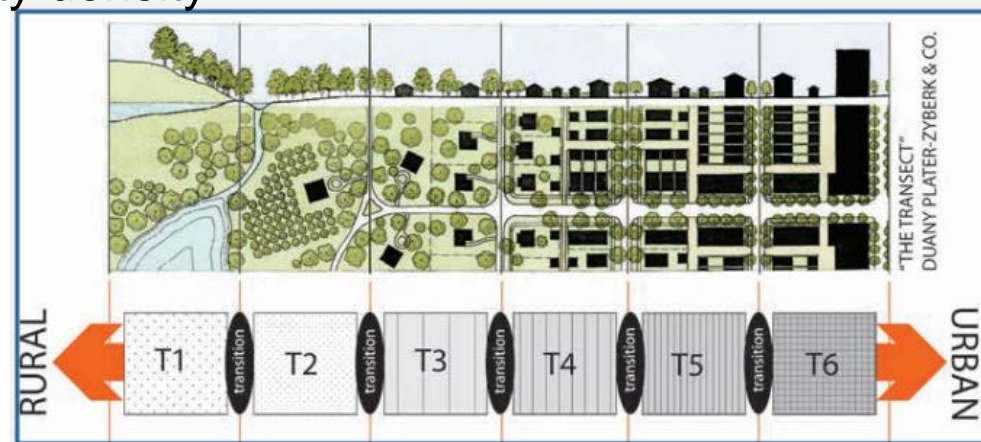 "THE TRANSECT"
DUANY PLATER-ZYBERK & CO.
RURAL
T1
transition
T2
transition
T3
transition
T4
transition
T5
transition
T6
URBAN